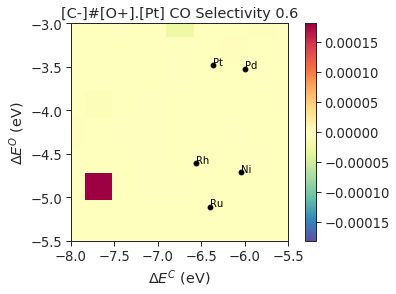 [C-]#[O+].[Pt] CO Selectivity 0.6
−3.0
−3.5
−4.0
−4.5
−5.0
−5.5
ΔE^O (eV)
Pt
Pd
Rh
Ni
Ru
−8.0 −7.5 −7.0 −6.5 −6.0 −5.5
ΔE^C (eV)
0.00015
0.00010
0.00005
0.00000
−0.00005
−0.00010
−0.00015